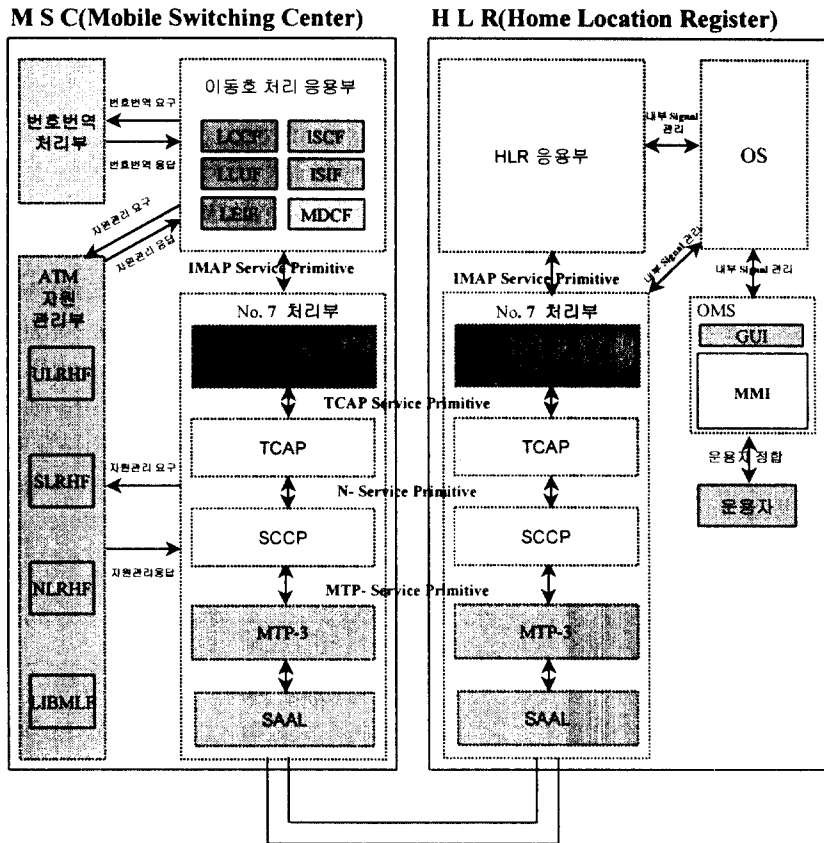 M S C(Mobile Switching Center)
번호번역
처리부
번호번역 요구
번호번역 응답
이동호 처리 응용부
LCCF
ISCF
LLUF
ISIF
LEIR
MDCF
자원관리 요구
자원관리 응답
IMAP Service Primitive
ATM
자원
관리부
ULRHF
SLRHF
NLRHF
LIBMLF
자원관리 요구
자원관리응답
No. 7 처리부
TCAP Service Primitive
TCAP
N- Service Primitive
SCCP
MTP- Service Primitive
MTP-3
SAAL
H L R(Home Location Register)
HLR 응용부
내부 Signal
관리
OS
IMAP Service Primitive
내부 Signal 관리
내부 Signal 관리
No. 7 처리부
TCAP
SCCP
MTP-3
SAAL
OMS
GUI
MMI
운용자 정합
운용자